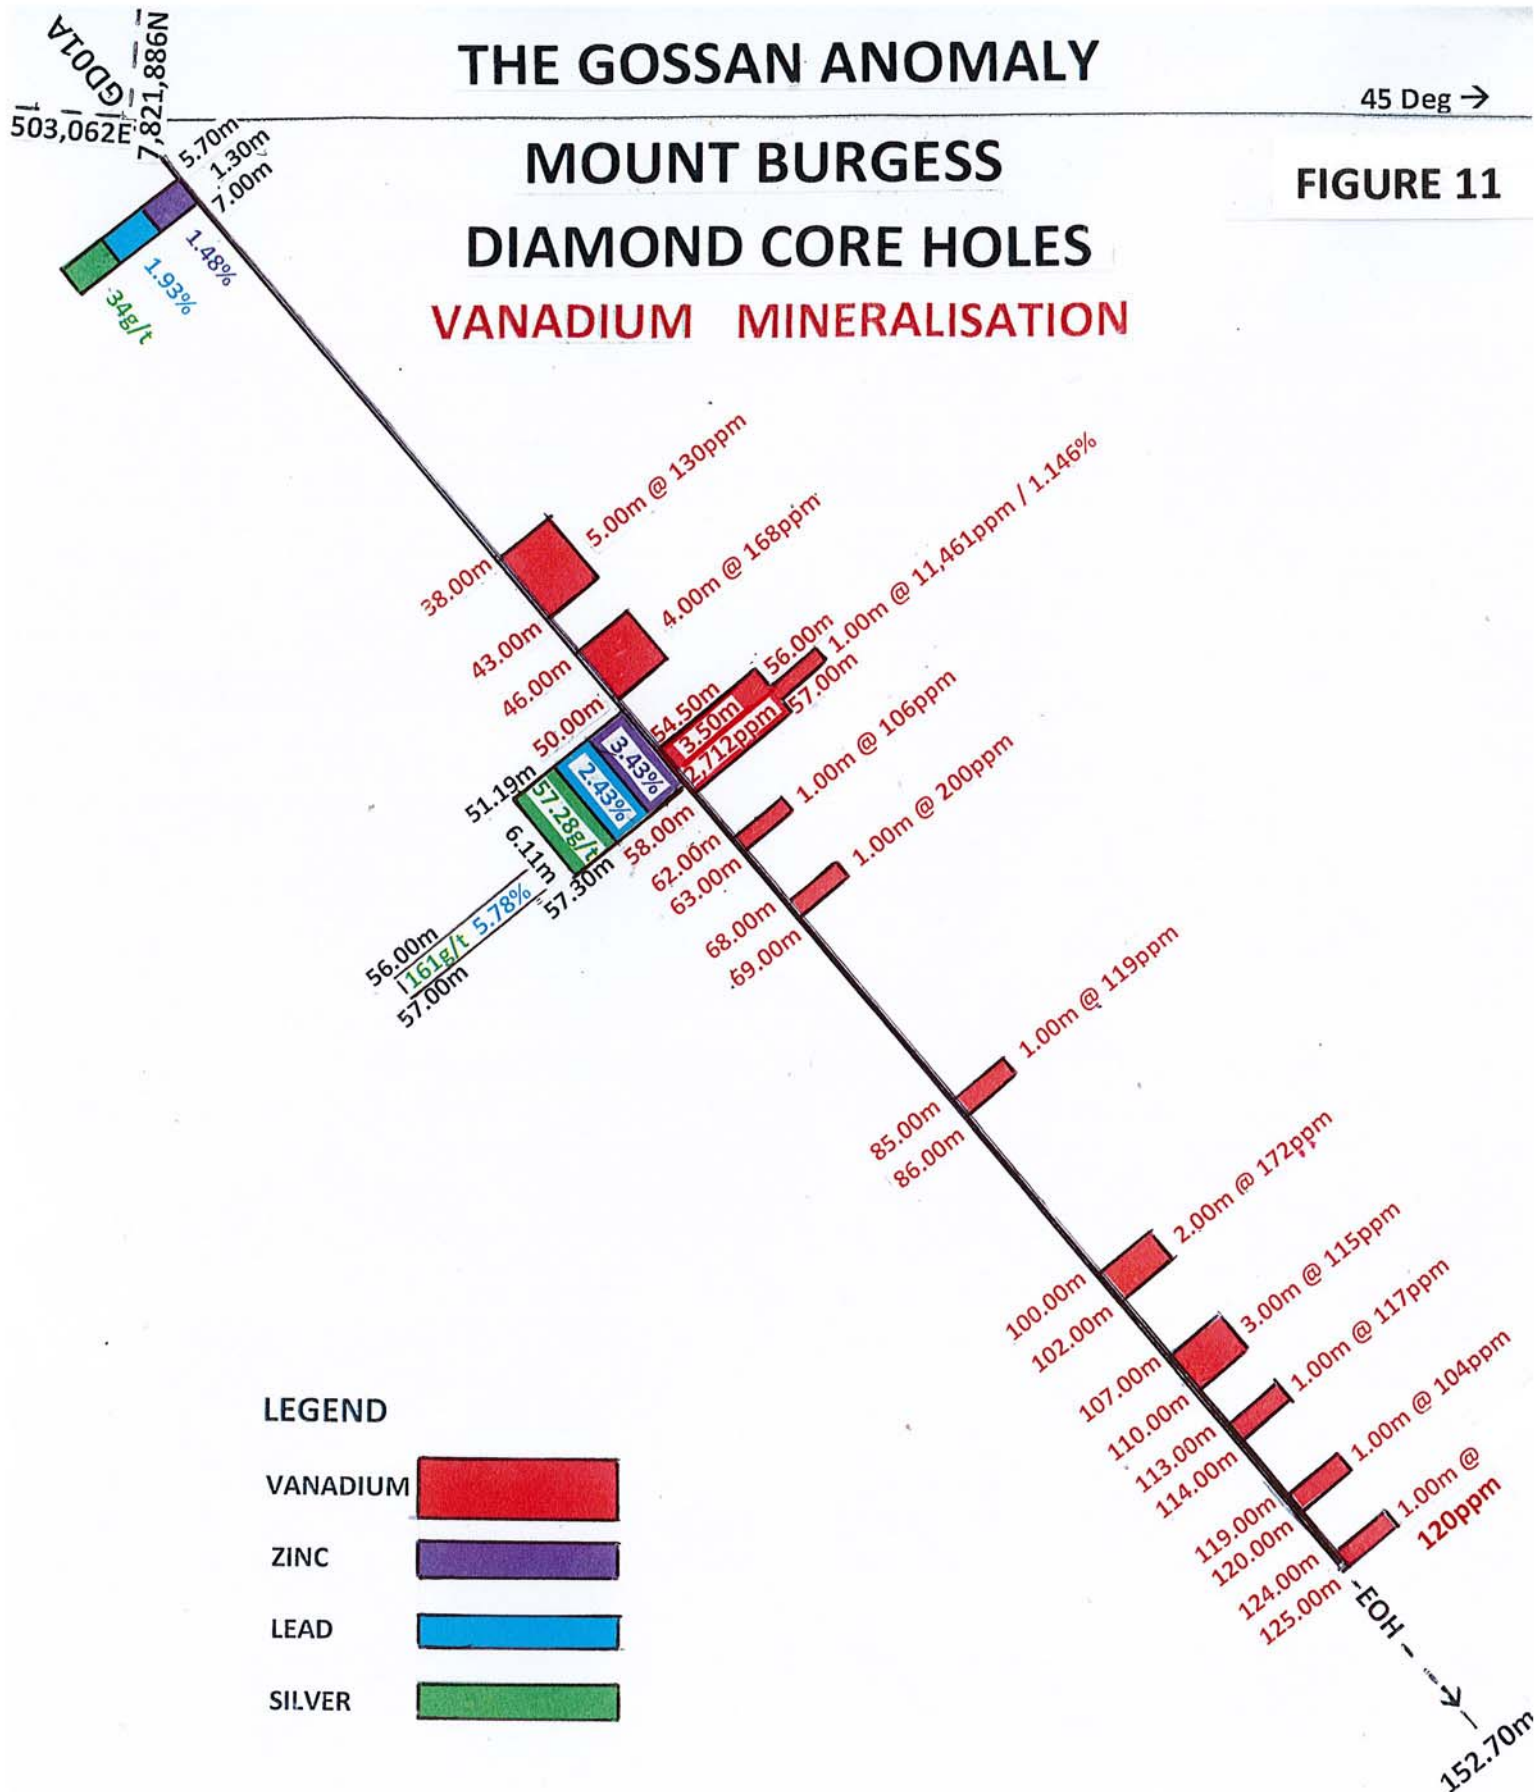 THE GOSSAN ANOMALY
45 Deg →
GD01A
7,821,886N
503,062E
MOUNT BURGESS
DIAMOND CORE HOLES
VANADIUM MINERALISATION
FIGURE 11
5.70m
1.30m
7.00m
1.48%
1.93%
34g/t
38.00m
5.00m @ 130ppm
43.00m
46.00m
4.00m @ 168ppm
50.00m
54.50m
56.00m
1.00m @ 11,461ppm / 1.146%
57.00m
3.50m
2,712ppm
58.00m
51.19m
3.43%
2.43%
57.28g/t
6.11m
57.30m
56.00m
161g/t 5.78%
57.00m
62.00m
1.00m @ 106ppm
63.00m
68.00m
1.00m @ 200ppm
69.00m
85.00m
1.00m @ 119ppm
86.00m
100.00m
2.00m @ 172ppm
102.00m
107.00m
3.00m @ 115ppm
110.00m
113.00m
1.00m @ 117ppm
114.00m
119.00m
1.00m @ 104ppm
120.00m
124.00m
1.00m @
120ppm
125.00m
EOH
152.70m
LEGEND
VANADIUM
ZINC
LEAD
SILVER